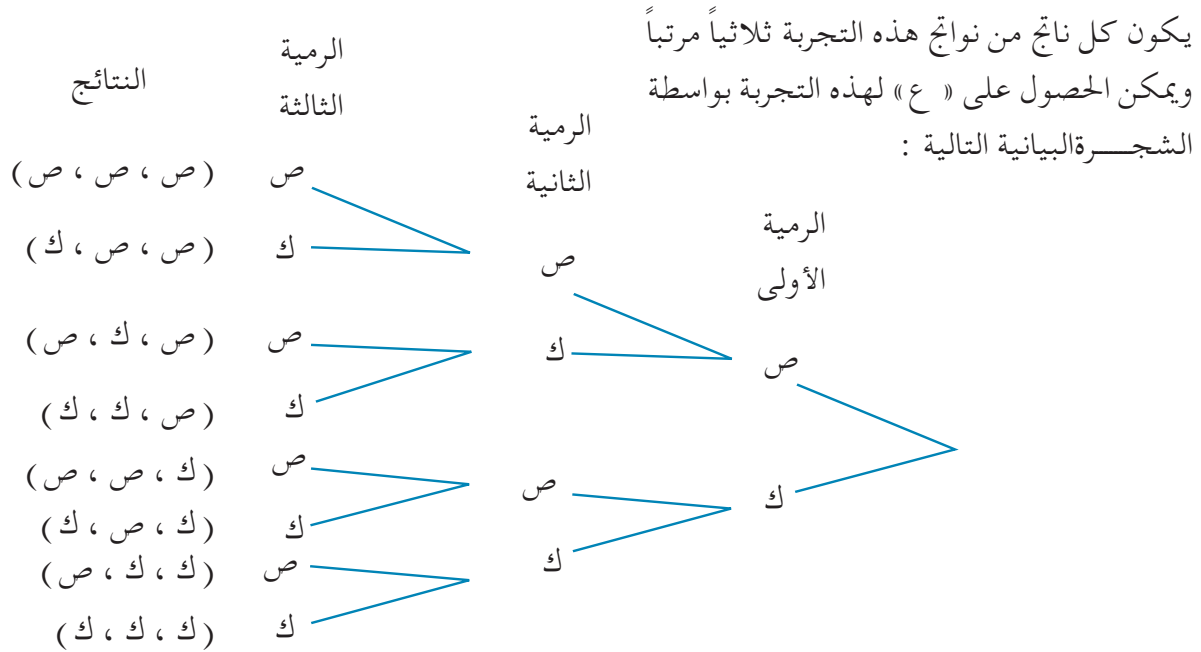 يكون كل ناتج من نواتج هذه التجربة ثلاثياً مرتباً
ويمكن الحصول على « ع » لهذه التجربة بواسطة
الشجـــرةالبيانية التالية :
الرمية
الأولى
ص
ك
الرمية
الثانية
ص
ك
ص
ك
الرمية
الثالثة
ص
ك
ص
ك
ص
ك
ص
ك
النتائج
( ص ، ص ، ص )
( ص ، ص ، ك )
( ص ، ك ، ص )
( ص ، ك ، ك )
( ك ، ص ، ص )
( ك ، ص ، ك )
( ك ، ك ، ص )
( ك ، ك ، ك )